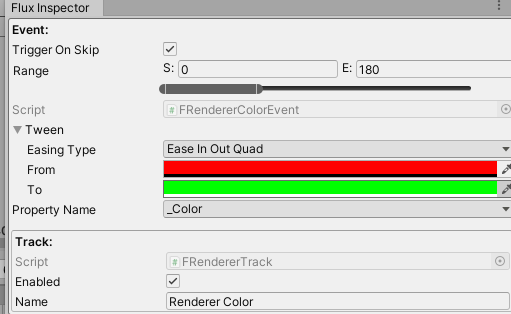 Flux Inspector
Event:
Trigger On Skip
Range S: 0 E: 180
Script # FRendererColorEvent
Tween
Easing Type Ease In Out Quad
From
To
Property Name _Color
Track:
Script # FRendererTrack
Enabled
Name Renderer Color